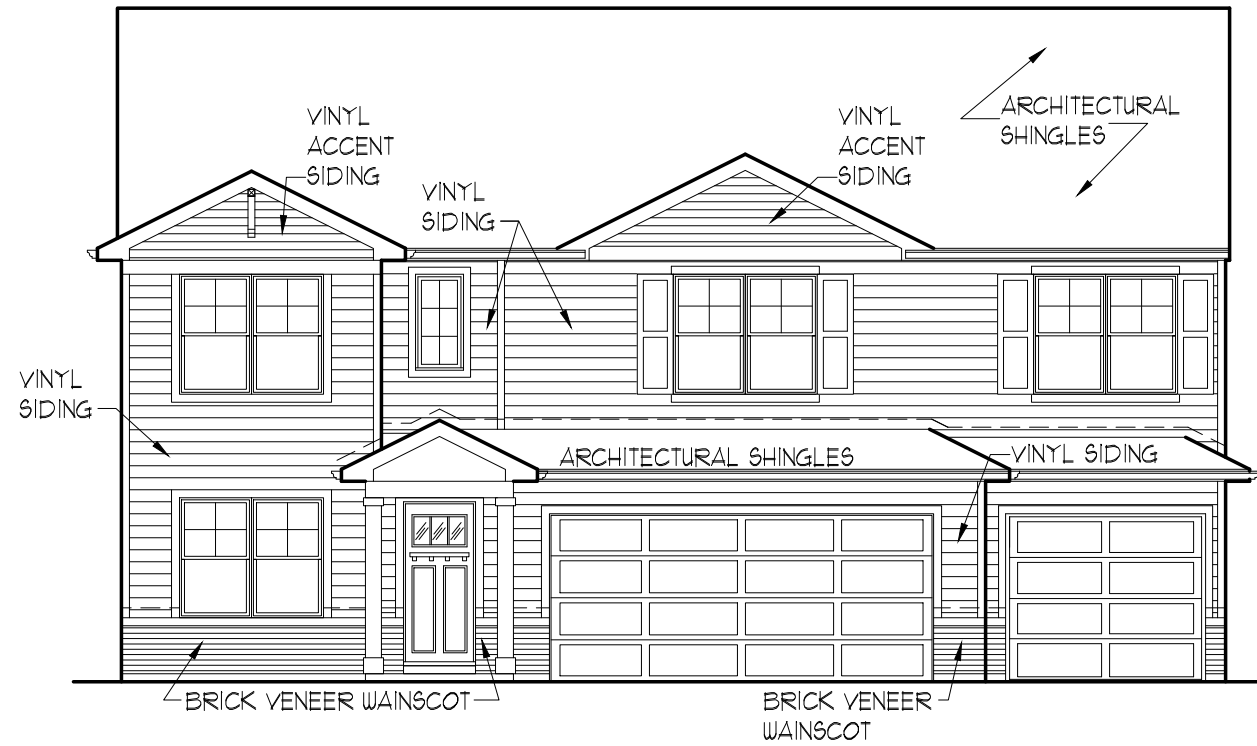 VINYL
ACCENT
SIDING
VINYL
SIDING
VINYL
ACCENT
SIDING
ARCHITECTURAL
SHINGLES
VINYL
SIDING
ARCHITECTURAL SHINGLES
VINYL SIDING
BRICK VENEER WAINSCOT
BRICK VENEER
WAINSCOT